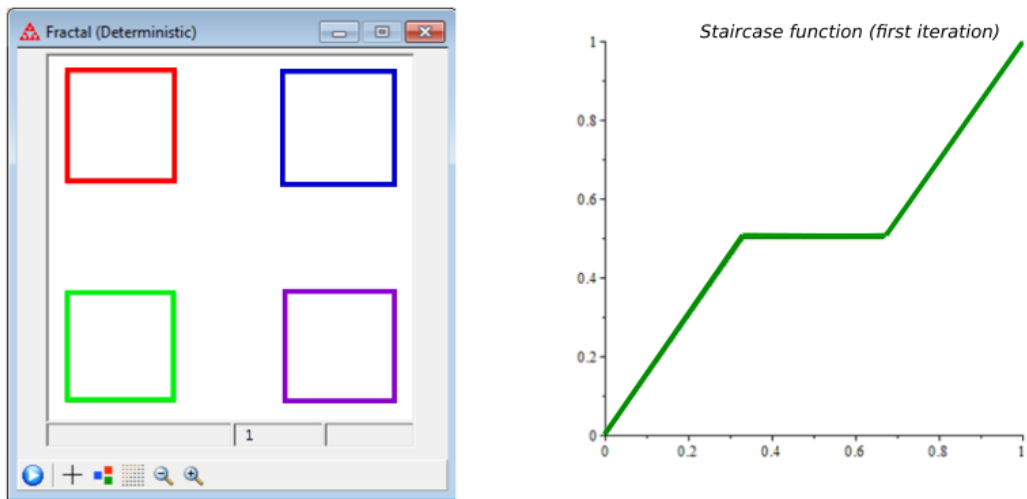 Fractal (Deterministic)
1
Staircase function (first iteration)
1
0.8
0.6
0.4
0.2
0
0 0.2 0.4 0.6 0.8 1